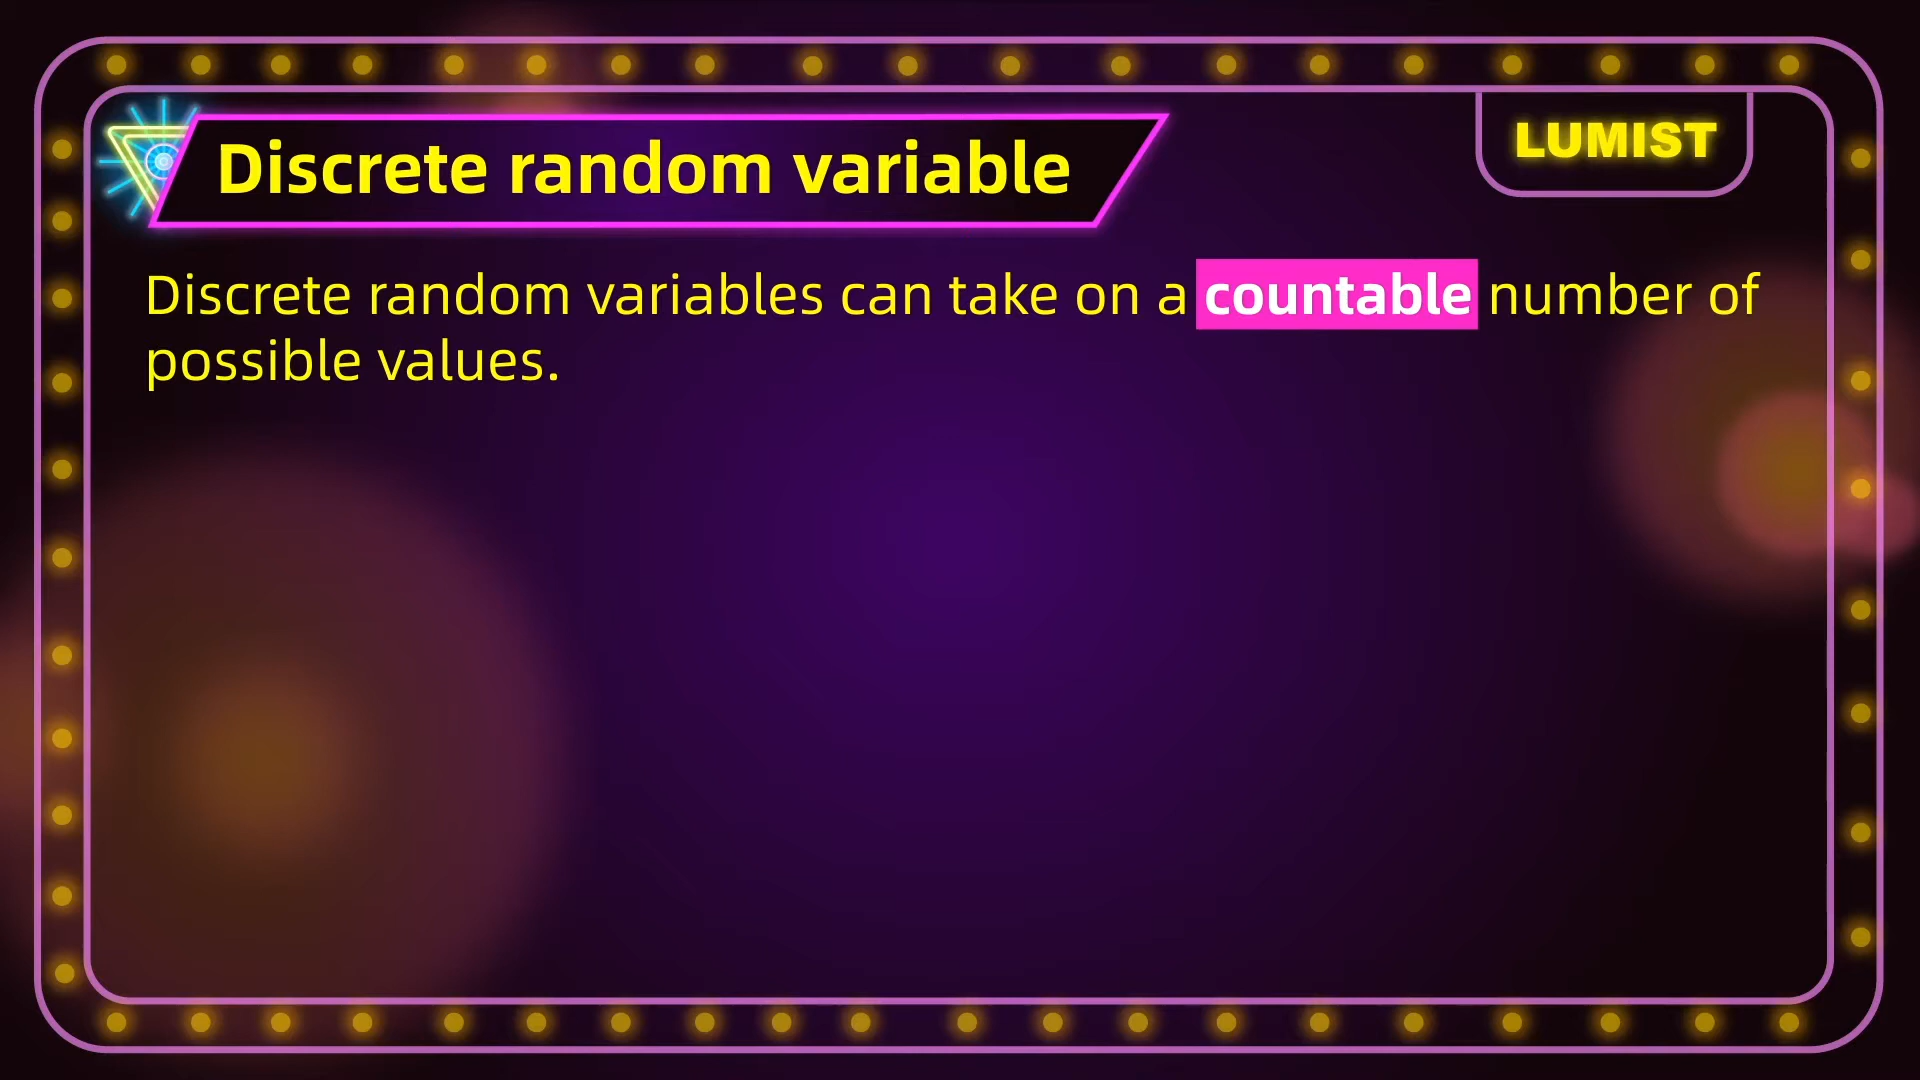 Discrete random variable
LUMIST
Discrete random variables can take on a countable number of
possible values.